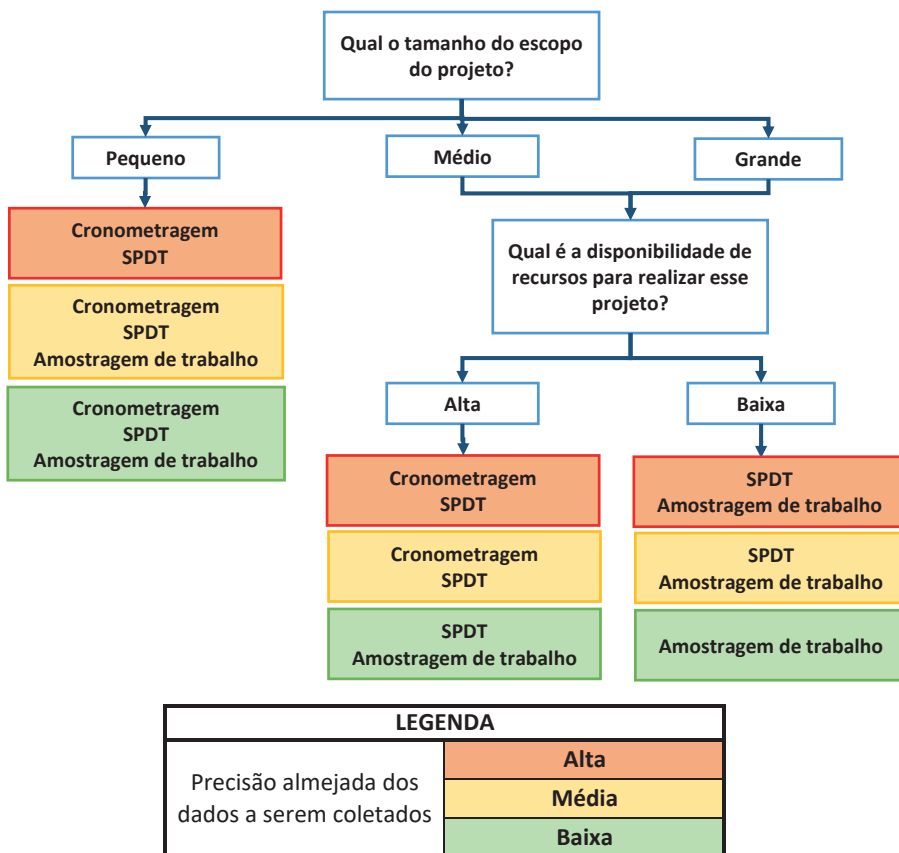 Qual o tamanho do escopo
do projeto?
Pequeno
Médio
Grande
Cronometragem
SPDT
Cronometragem
SPDT
Amostragem de trabalho
Cronometragem
SPDT
Amostragem de trabalho
Qual é a disponibilidade de
recursos para realizar esse
projeto?
Alta
Baixa
Cronometragem
SPDT
Cronometragem
SPDT
SPDT
Amostragem de trabalho
SPDT
Amostragem de trabalho
SPDT
Amostragem de trabalho
Amostragem de trabalho
LEGENDA
Precisão almejada dos
dados a serem coletados
Alta
Média
Baixa